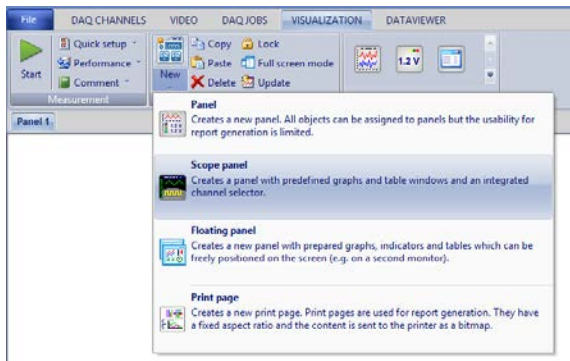 File DAQ CHANNELS VIDEO DAQ JOBS VISUALIZATION DATAVIEWER
Start
Quick setup
Performance
Comment
Measurement
New
Copy Lock
Paste Full screen mode
Delete Update
1.2 V
Panel 1
Panel
Creates a new panel. All objects can be assigned to panels but the usability for
report generation is limited.
Scope panel
Creates a panel with predefined graphs and table windows and an integrated
channel selector.
Floating panel
Creates a new panel with prepared graphs, indicators and tables which can be
freely positioned on the screen (e.g. on a second monitor).
Print page
Creates a new print page. Print pages are used for report generation. They have
a fixed aspect ratio and the content is sent to the printer as a bitmap.